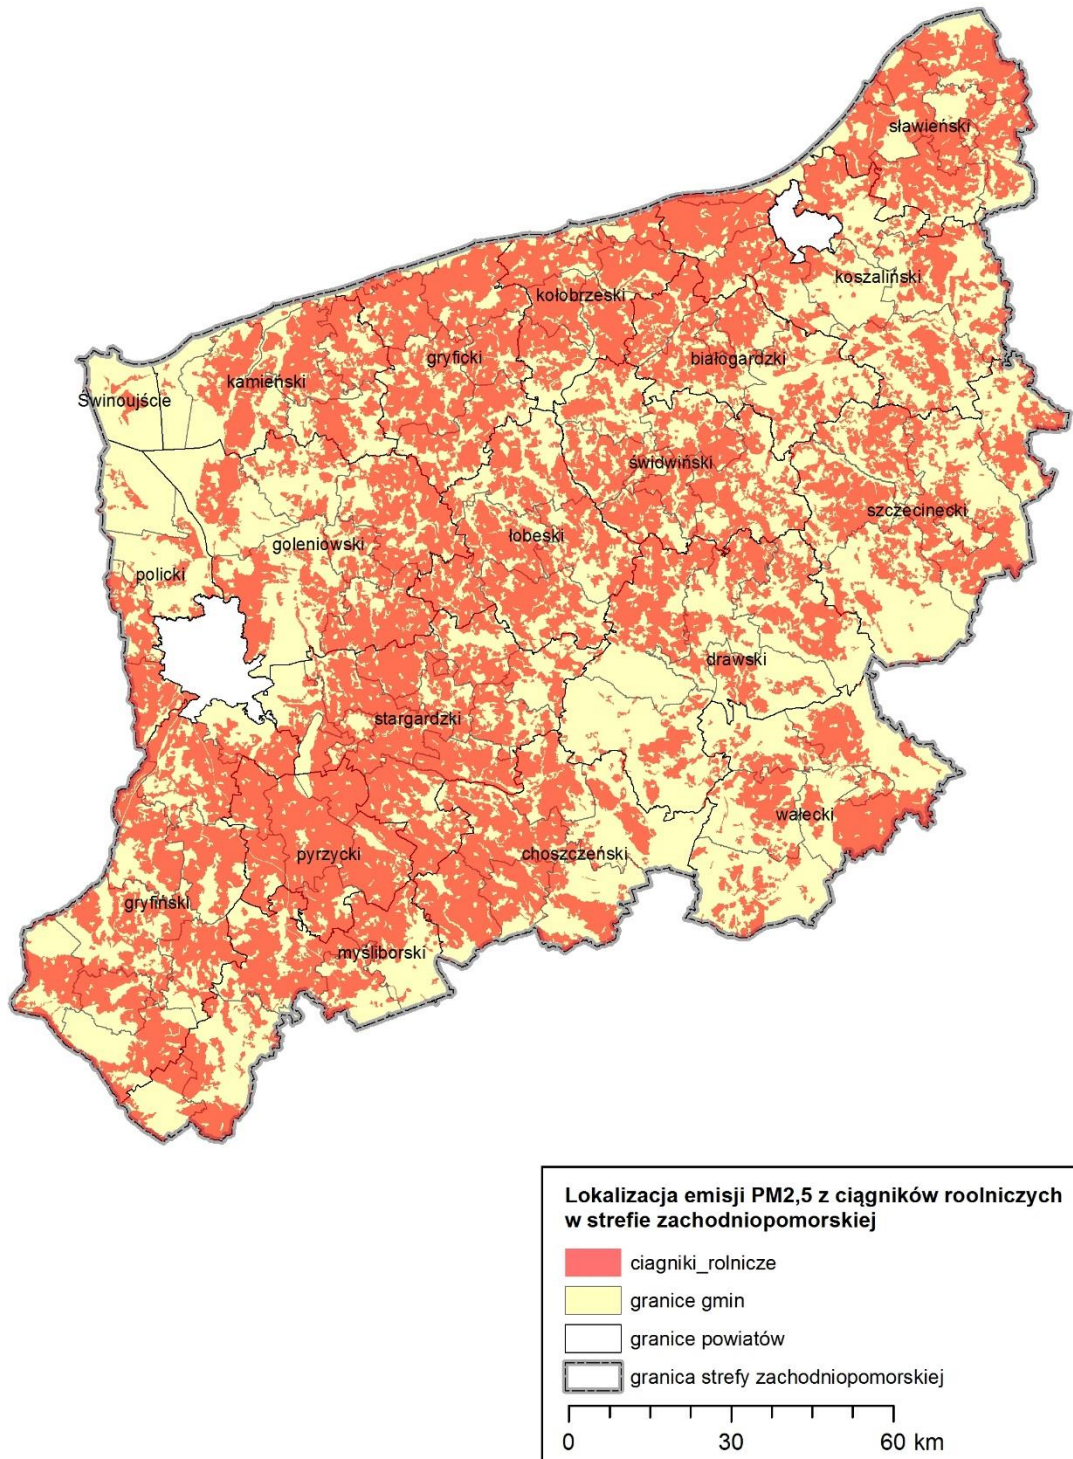 sławieński
koszaliński
kołobrzeski
białogardzki
gryficki
kamieński
Świnoujście
świdwiński
szczecinecki
łobeski
goleniowski
policki
drawski
stargardzki
wałecki
pyrzycki
choszczeński
gryfiński
myśliborski
Lokalizacja emisji PM2,5 z ciągników roolniczych
w strefie zachodniopomorskiej
ciagniki_rolnicze
granice gmin
granice powiatów
granica strefy zachodniopomorskiej
0 30 60 km